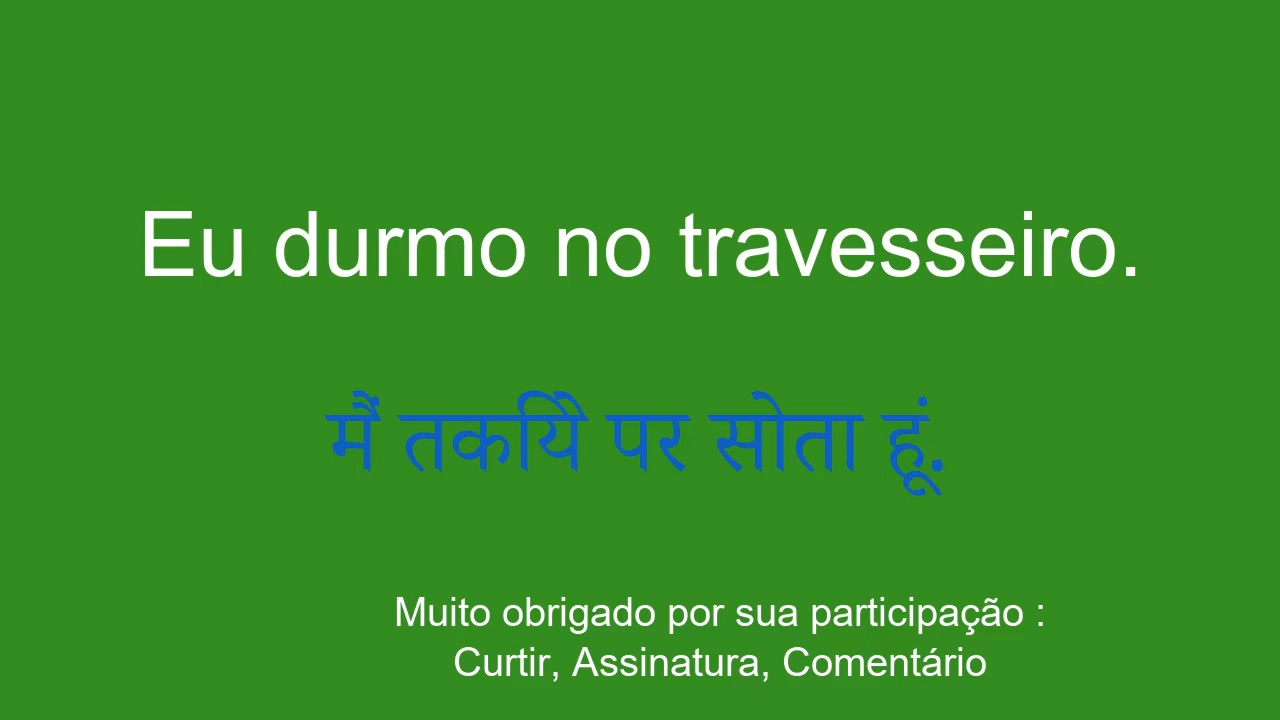 Eu durmo no travesseiro.
मैं तकिये पर सोता हूं.
Muito obrigado por sua participação :
Curtir, Assinatura, Comentário